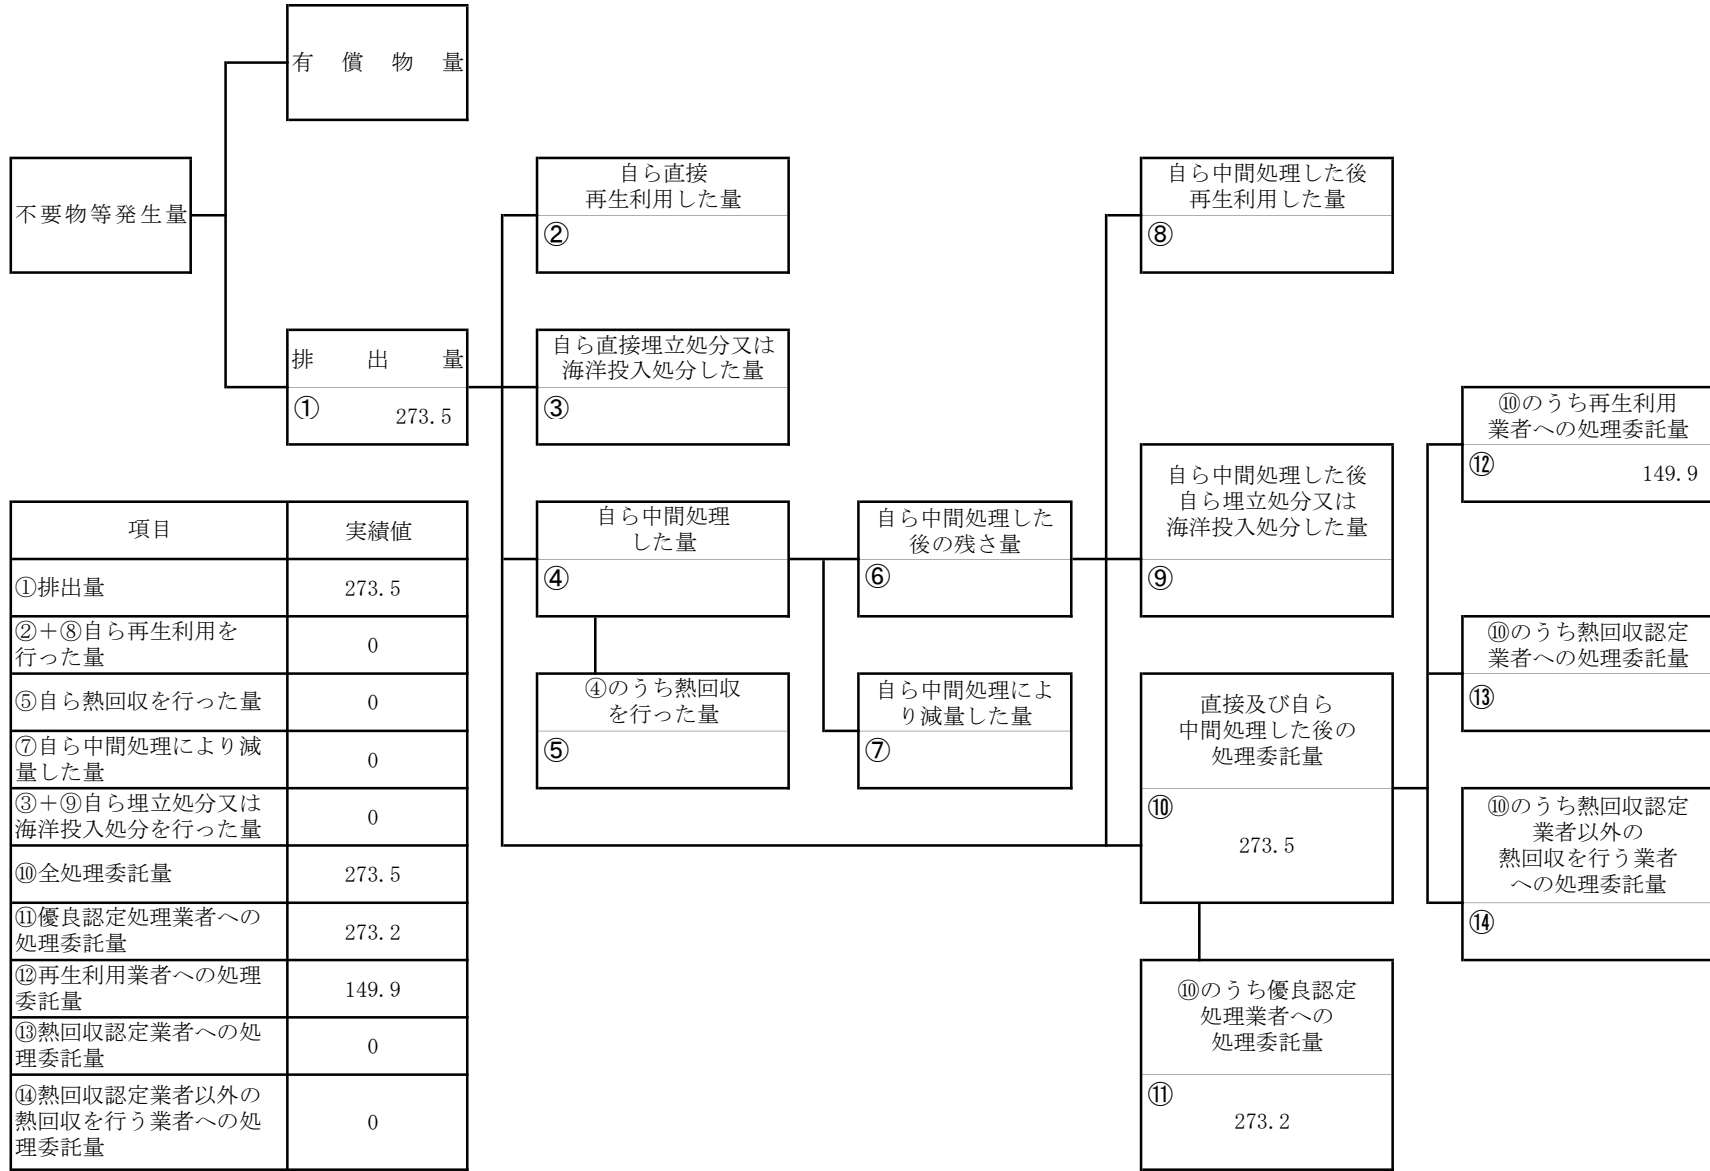 有償物量
不要物等発生量
排出量
①
273.5
自ら直接
再生利用した量
②
自ら直接埋立処分又は
海洋投入処分した量
③
自ら中間処理
した量
④
④のうち熱回収
を行った量
⑤
自ら中間処理した
後の残さ量
⑥
自ら中間処理によ
り減量した量
⑦
自ら中間処理した後
再生利用した量
⑧
自ら中間処理した後
自ら埋立処分又は
海洋投入処分した量
⑨
直接及び自ら
中間処理した後の
処理委託量
⑩
273.5
⑩のうち優良認定
処理業者への
処理委託量
⑪
273.2
⑩のうち再生利用
業者への処理委託量
⑫
149.9
⑩のうち熱回収認定
業者への処理委託量
⑬
⑩のうち熱回収認定
業者以外の
熱回収を行う業者
への処理委託量
⑭
項目 実績値
①排出量 273.5
②＋⑧自ら再生利用を
行った量 0
⑤自ら熱回収を行った量 0
⑦自ら中間処理により減
量した量 0
③＋⑨自ら埋立処分又は
海洋投入処分を行った量 0
⑩全処理委託量 273.5
⑪優良認定処理業者への
処理委託量 273.2
⑫再生利用業者への処理
委託量 149.9
⑬熱回収認定業者への処
理委託量 0
⑭熱回収認定業者以外の
熱回収を行う業者への処
理委託量 0